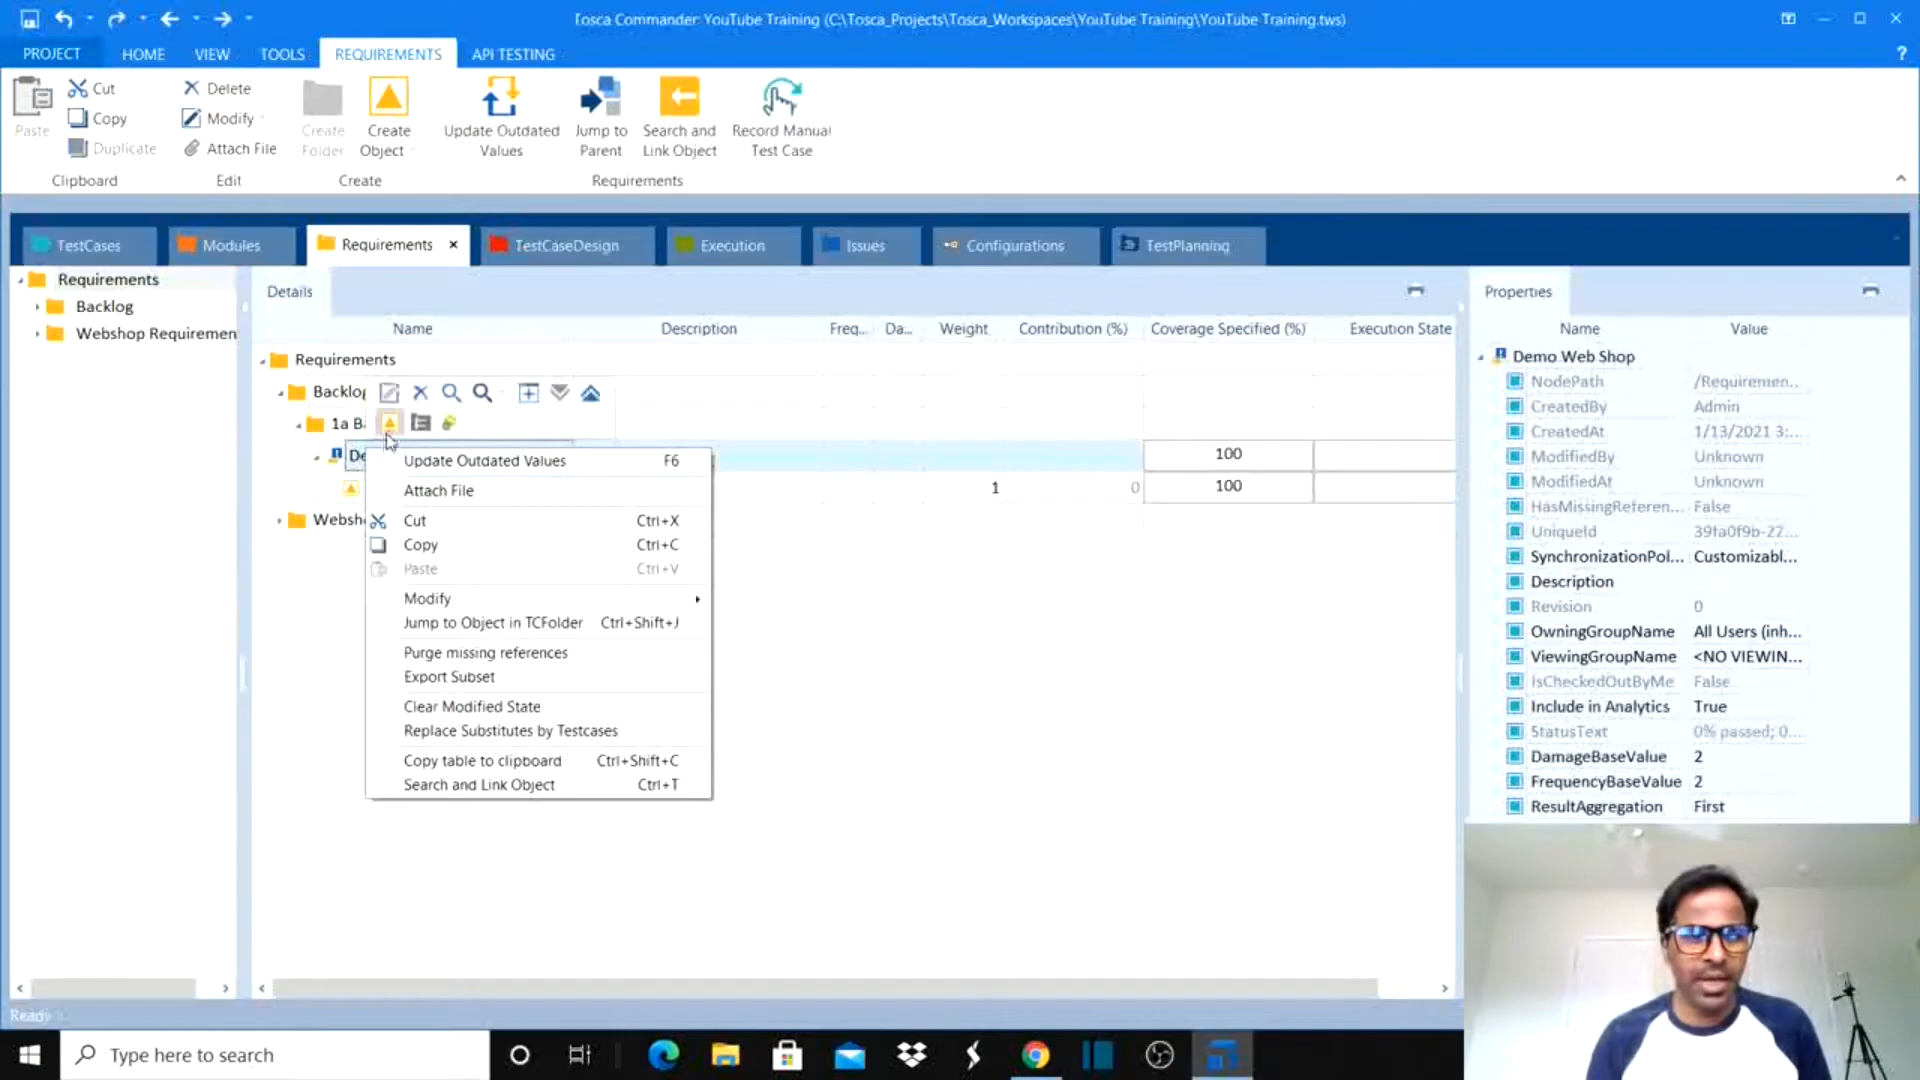 Tosca Commander: YouTube Training (C:\Tosca_Projects\Tosca_Workspaces\YouTube Training\YouTube Training.tws)
PROJECT HOME VIEW TOOLS REQUIREMENTS API TESTING
?
Paste
Cut
Copy
Duplicate
Clipboard
Delete
Modify
Attach File
Edit
Create Folder
Create Object
Create
Update Outdated Values
Jump to Parent
Search and Link Object
Record Manual Test Case
Requirements
TestCases Modules Requirements TestCaseDesign Execution Issues Configurations TestPlanning
Requirements
Backlog
Webshop Requiremen
Details
Name Description Freq... Da... Weight Contribution (%) Coverage Specified (%) Execution State
Requirements
Backlog
1a B
De 100
1 0 100
Websh
Update Outdated Values F6
Attach File
Cut Ctrl+X
Copy Ctrl+C
Paste Ctrl+V
Modify
Jump to Object in TCFolder Ctrl+Shift+J
Purge missing references
Export Subset
Clear Modified State
Replace Substitutes by Testcases
Copy table to clipboard Ctrl+Shift+C
Search and Link Object Ctrl+T
Properties
Name Value
Demo Web Shop
NodePath /Requiremen...
CreatedBy Admin
CreatedAt 1/13/2021 3:...
ModifiedBy Unknown
ModifiedAt Unknown
HasMissingReferen... False
UniqueId 39fa0f9b-22...
SynchronizationPol... Customizabl...
Description
Revision 0
OwningGroupName All Users (inh...
ViewingGroupName <NO VIEWIN...
IsCheckedOutByMe False
Include in Analytics True
StatusText 0% passed; 0....
DamageBaseValue 2
FrequencyBaseValue 2
ResultAggregation First
Ready
Type here to search